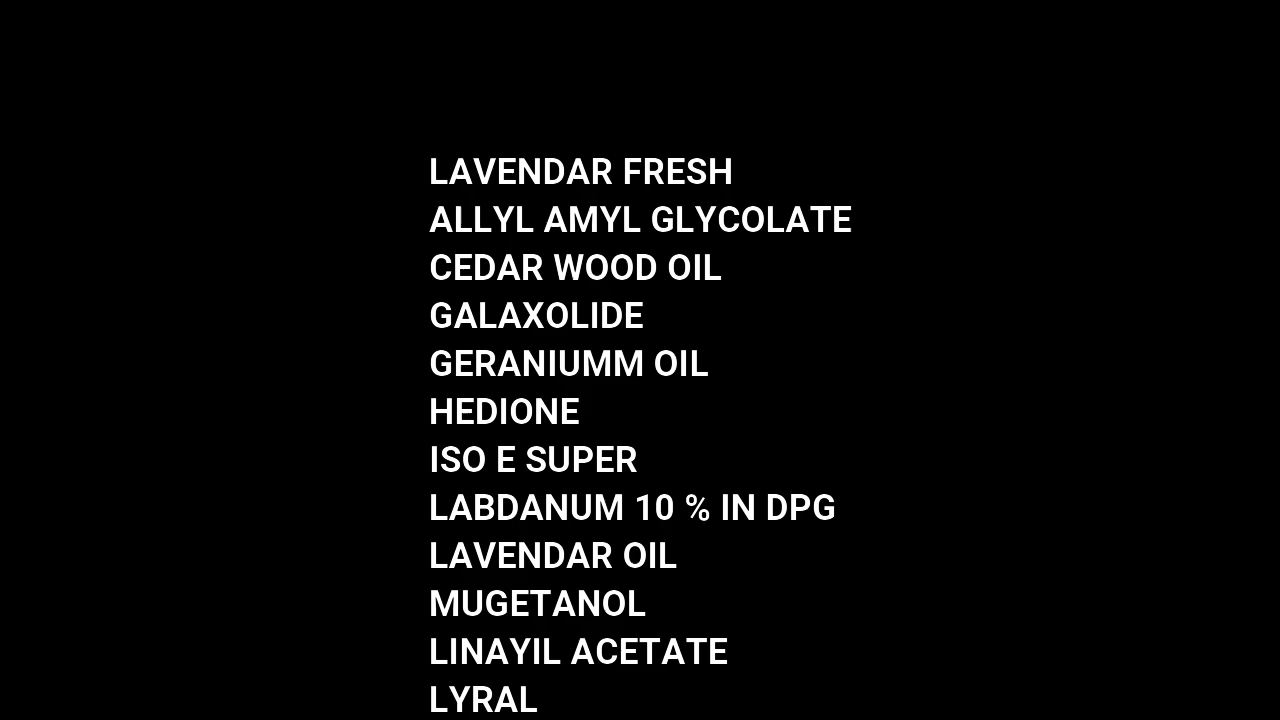 LAVENDAR FRESH
ALLYL AMYL GLYCOLATE
CEDAR WOOD OIL
GALAXOLIDE
GERANIUMM OIL
HEDIONE
ISO E SUPER
LABDANUM 10 % IN DPG
LAVENDAR OIL
MUGETANOL
LINAYIL ACETATE
LYRAL